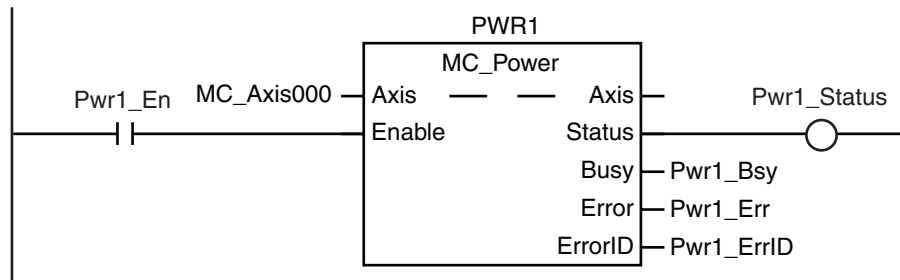 PWR1
MC_Power
MC_Axis000 Axis Axis
Pwr1_En Pwr1_Status
Enable Status
Busy Pwr1_Bsy
Error Pwr1_Err
ErrorID Pwr1_ErrID